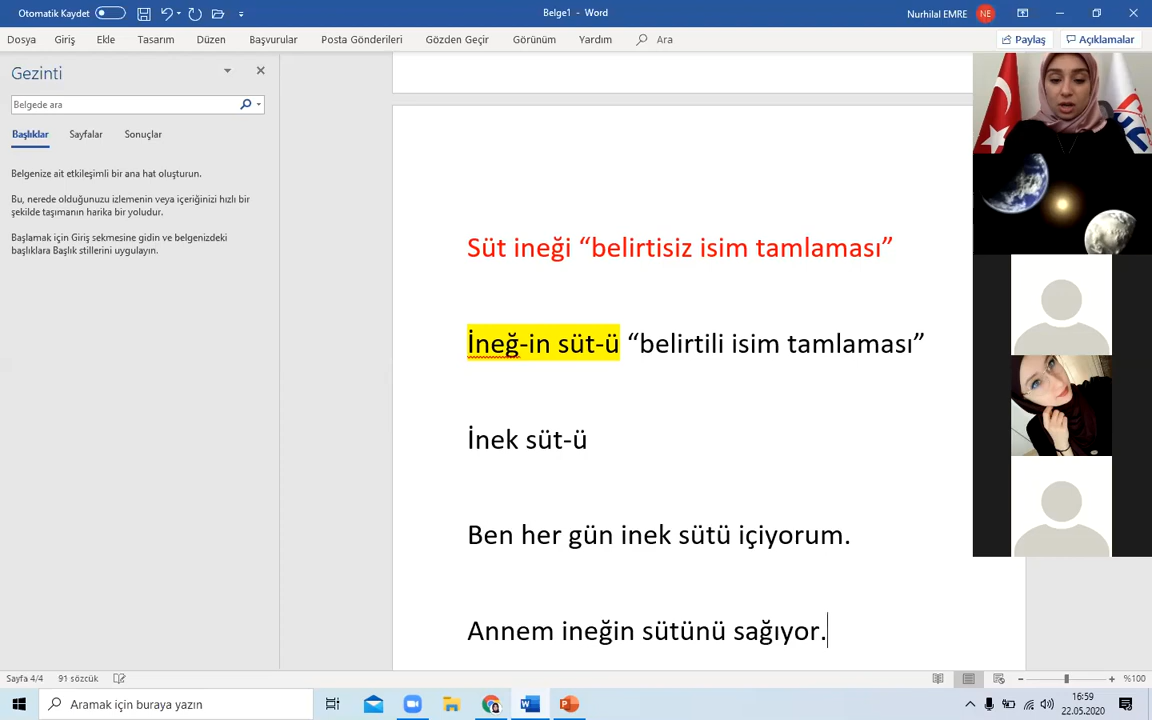 Otomatik Kaydet
Belge1 - Word
Nurhilal EMRE
NE
Dosya Giriş Ekle Tasarım Düzen Başvurular Posta Gönderileri Gözden Geçir Görünüm Yardım Ara
Paylaş
Açıklamalar
Gezinti
Belgede ara
Başlıklar Sayfalar Sonuçlar
Belgenize ait etkileşimli bir ana hat oluşturun.
Bu, nerede olduğunuzu izlemenin veya içeriğinizi hızlı bir
şekilde taşımanın harika bir yoludur.
Başlamak için Giriş sekmesine gidin ve belgenizdeki
başlıklara Başlık stillerini uygulayın.
Süt ineği “belirtisiz isim tamlaması”
İneğ-in süt-ü “belirtili isim tamlaması”
İnek süt-ü
Ben her gün inek sütü içiyorum.
Annem ineğin sütünü sağıyor.
Sayfa 4/4 91 sözcük
%100
Aramak için buraya yazın
16:59
22.05.2020